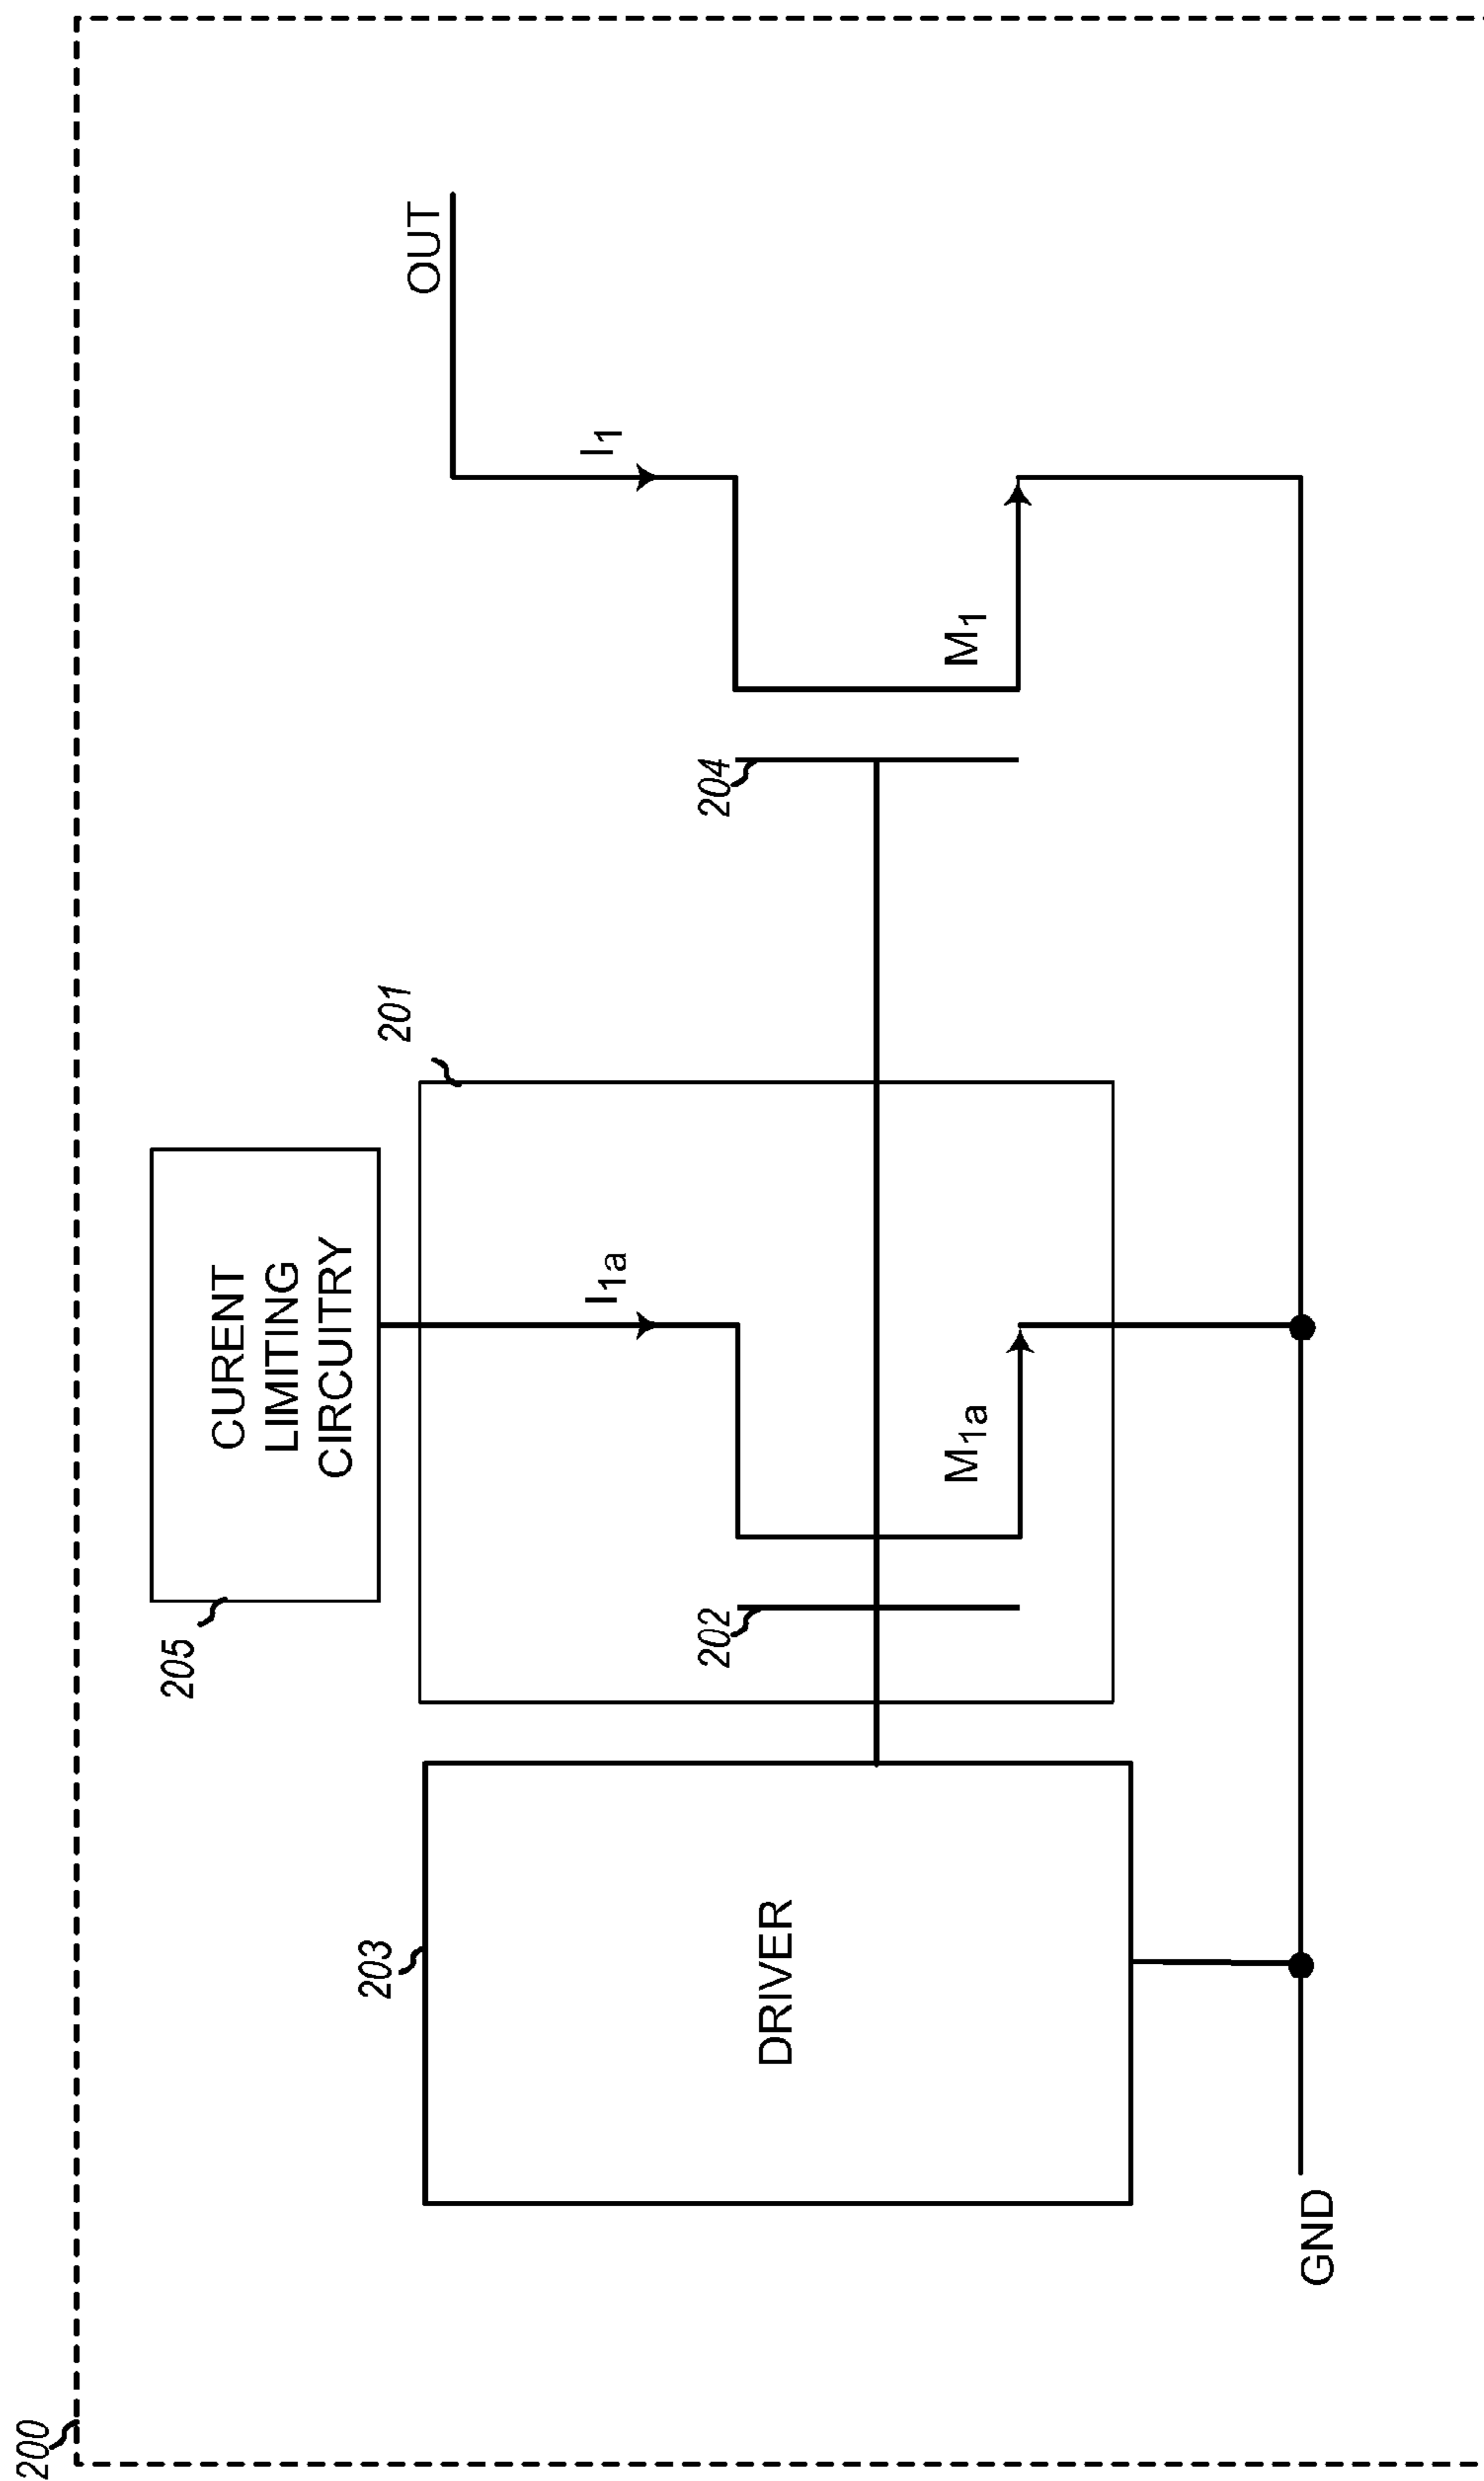 200
203
DRIVER
GND
205
CURENT
LIMITING
CIRCUITRY
201
202
I1a
M1a
204
OUT
I1
M1